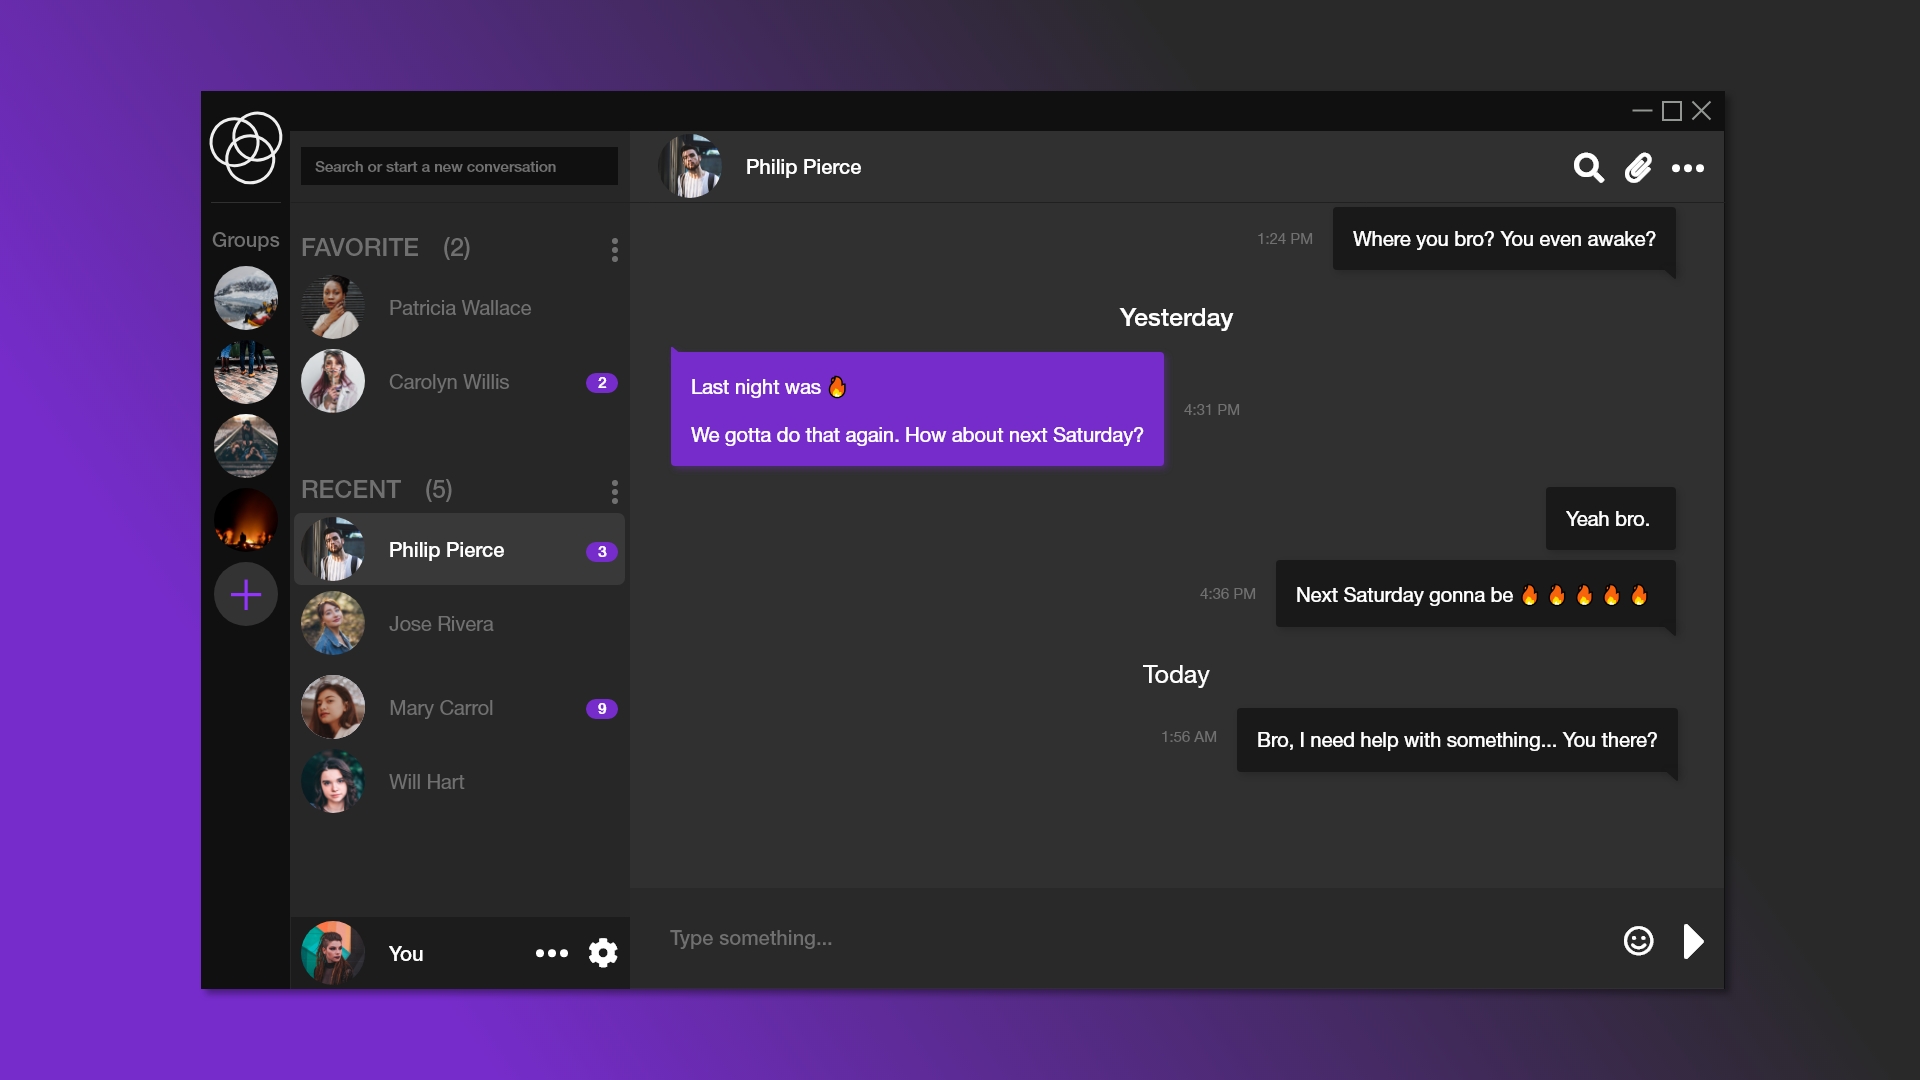 Groups
Search or start a new conversation
FAVORITE (2)
Patricia Wallace
Carolyn Willis 2
RECENT (5)
Philip Pierce 3
Jose Rivera
Mary Carrol 9
Will Hart
You
Philip Pierce
1:24 PM Where you bro? You even awake?
Yesterday
Last night was 🔥
We gotta do that again. How about next Saturday?
4:31 PM
Yeah bro.
4:36 PM Next Saturday gonna be 🔥 🔥 🔥 🔥 🔥
Today
1:56 AM Bro, I need help with something... You there?
Type something...